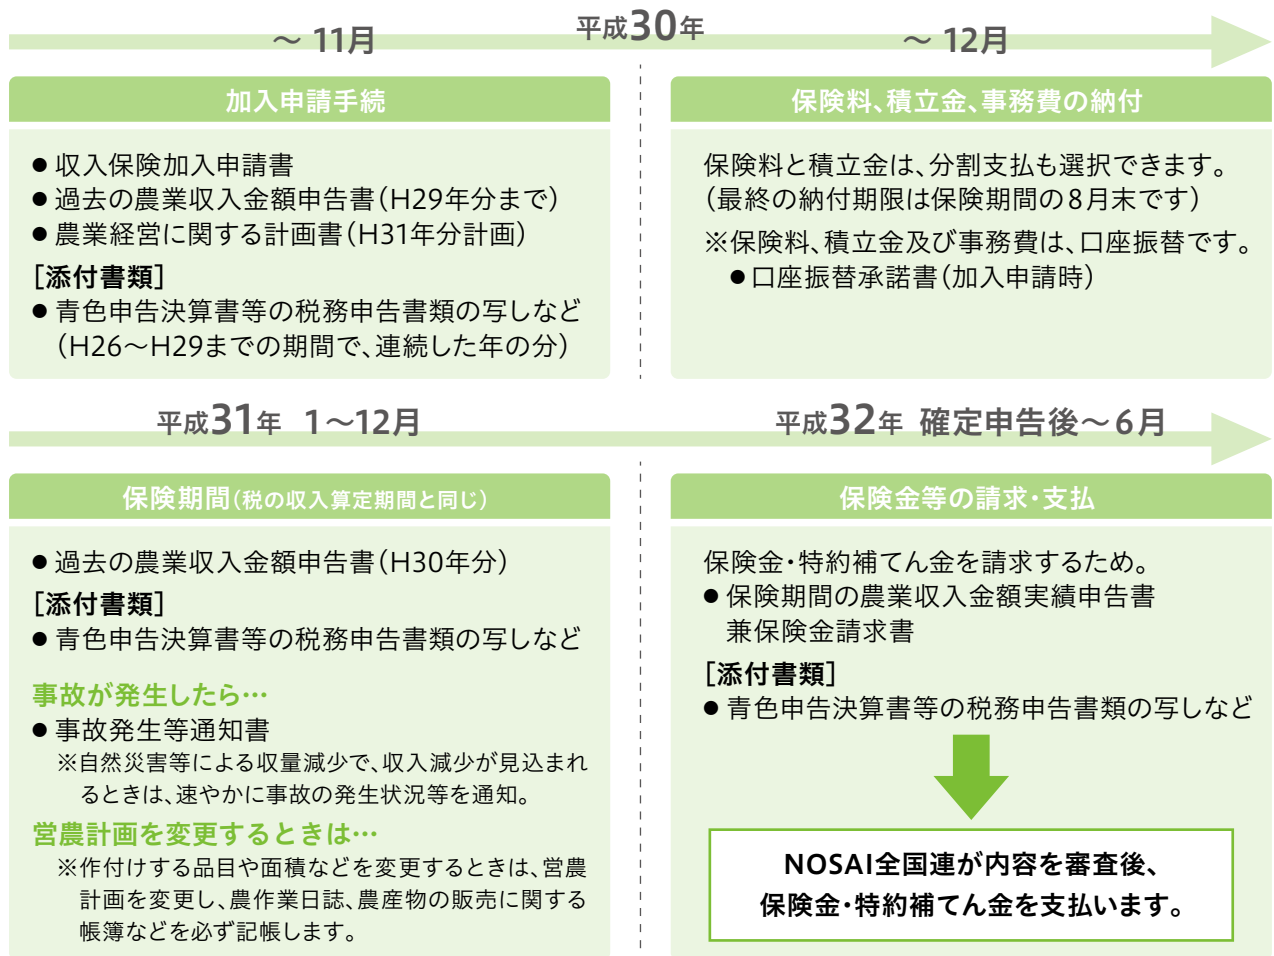 平成30年
～ 11月
～ 12月
加入申請手続
● 収入保険加入申請書
● 過去の農業収入金額申告書（H29年分まで）
● 農業経営に関する計画書（H31年分計画）
［添付書類］
● 青色申告決算書等の税務申告書類の写しなど
（H26～H29までの期間で、連続した年の分）
保険料、積立金、事務費の納付
保険料と積立金は、分割支払も選択できます。
（最終の納付期限は保険期間の8月末です）
※保険料、積立金及び事務費は、口座振替です。
●口座振替承諾書（加入申請時）
平成31年 1～12月
平成32年 確定申告後～6月
保険期間（税の収入算定期間と同じ）
● 過去の農業収入金額申告書（H30年分）
［添付書類］
● 青色申告決算書等の税務申告書類の写しなど
事故が発生したら…
● 事故発生等通知書
※自然災害等による収量減少で、収入減少が見込まれ
るときは、速やかに事故の発生状況等を通知。
営農計画を変更するときは…
※作付けする品目や面積などを変更するときは、営農
計画を変更し、農作業日誌、農産物の販売に関する
帳簿などを必ず記帳します。
保険金等の請求・支払
保険金・特約補てん金を請求するため。
● 保険期間の農業収入金額実績申告書
兼保険金請求書
［添付書類］
● 青色申告決算書等の税務申告書類の写しなど
NOSAI全国連が内容を審査後、
保険金・特約補てん金を支払います。